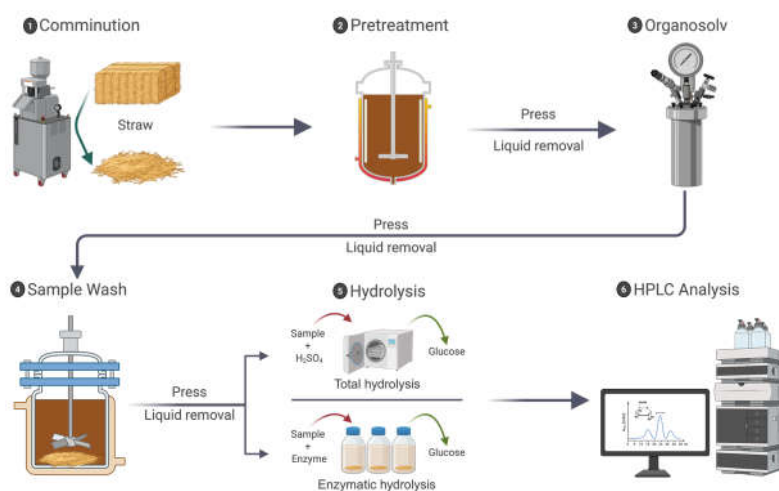 1 Comminution
Straw
2 Pretreatment
Press
Liquid removal
3 Organosolv
Press
Liquid removal
4 Sample Wash
Press
Liquid removal
5 Hydrolysis
Sample
+
H₂SO₄
Glucose
Total hydrolysis
Sample
+
Enzyme
Glucose
Enzymatic hydrolysis
6 HPLC Analysis